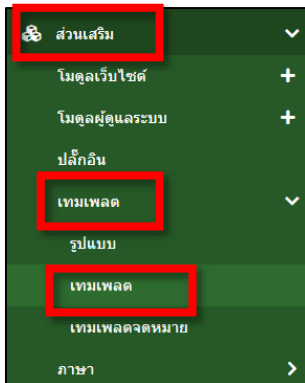 ส่วนเสริม
โมดูลเว็บไซต์
โมดูลผู้ดูแลระบบ
ปลั๊กอิน
เทมเพลต
รูปแบบ
เทมเพลต
เทมเพลตจดหมาย
ภาษา